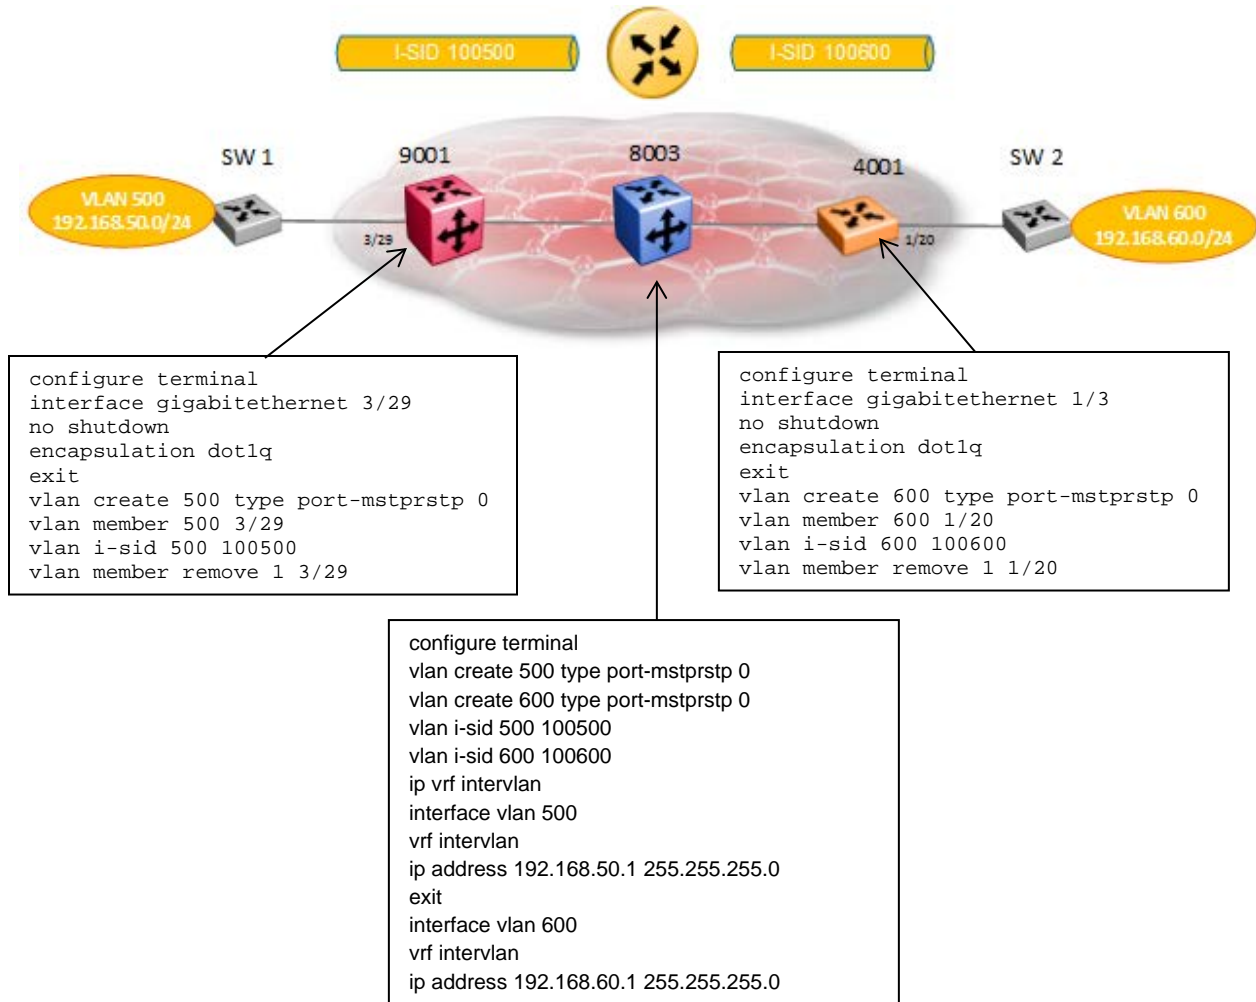 I-SID 100500
I-SID 100600
SW 1
9001
8003
4001
SW 2
VLAN 500
192.168.50.0/24
3/29
1/20
VLAN 600
192.168.60.0/24
configure terminal
interface gigabitethernet 3/29
no shutdown
encapsulation dot1q
exit
vlan create 500 type port-mstprstp 0
vlan member 500 3/29
vlan i-sid 500 100500
vlan member remove 1 3/29
configure terminal
interface gigabitethernet 1/3
no shutdown
encapsulation dot1q
exit
vlan create 600 type port-mstprstp 0
vlan member 600 1/20
vlan i-sid 600 100600
vlan member remove 1 1/20
configure terminal
vlan create 500 type port-mstprstp 0
vlan create 600 type port-mstprstp 0
vlan i-sid 500 100500
vlan i-sid 600 100600
ip vrf intervlan
interface vlan 500
vrf intervlan
ip address 192.168.50.1 255.255.255.0
exit
interface vlan 600
vrf intervlan
ip address 192.168.60.1 255.255.255.0